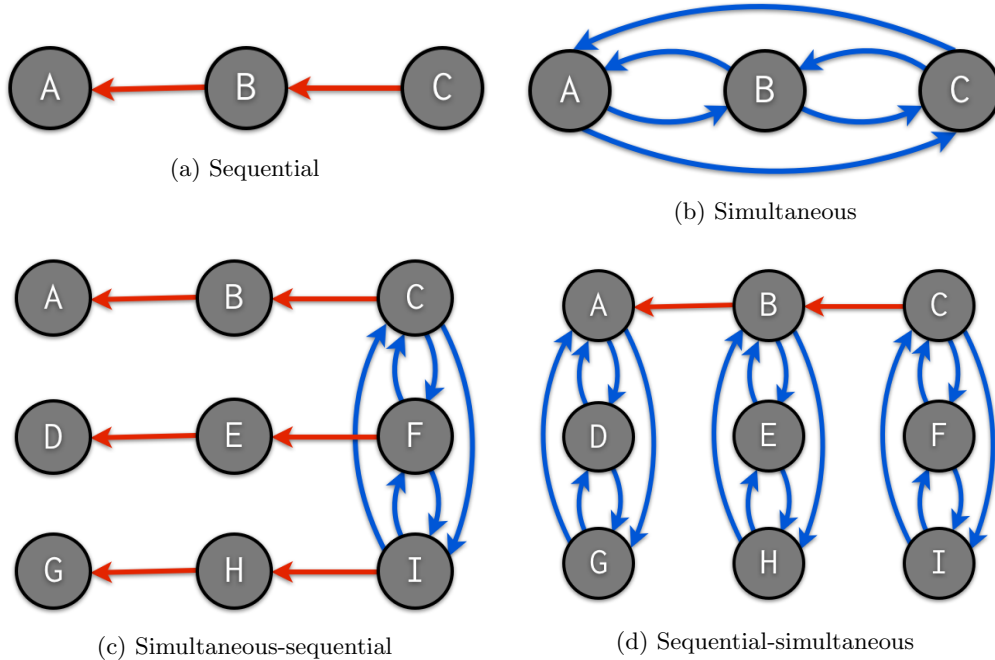 A B C
(a) Sequential
A B C
(b) Simultaneous
A B C
D E F
G H I
(c) Simultaneous-sequential
A B C
D E F
G H I
(d) Sequential-simultaneous